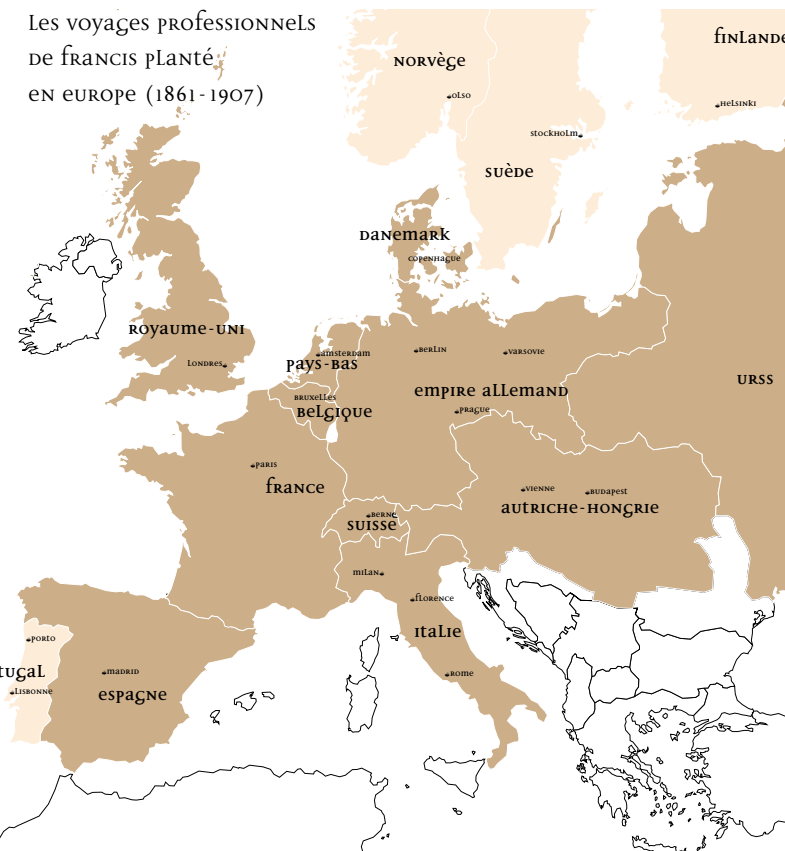 Les voyages professionnels
de francis planté
en europe (1861-1907)
finlande
norvège
olso
helsinki
stockholm
suède
danemark
copenhague
royaume-uni
londres
amsterdam
pays-bas
berlin
varsovie
urss
empire allemand
bruxelles
belgique
prague
paris
france
vienne
budapest
autriche-hongrie
berne
suisse
milan
florence
italie
porto
tugal
lisbonne
madrid
espagne
rome